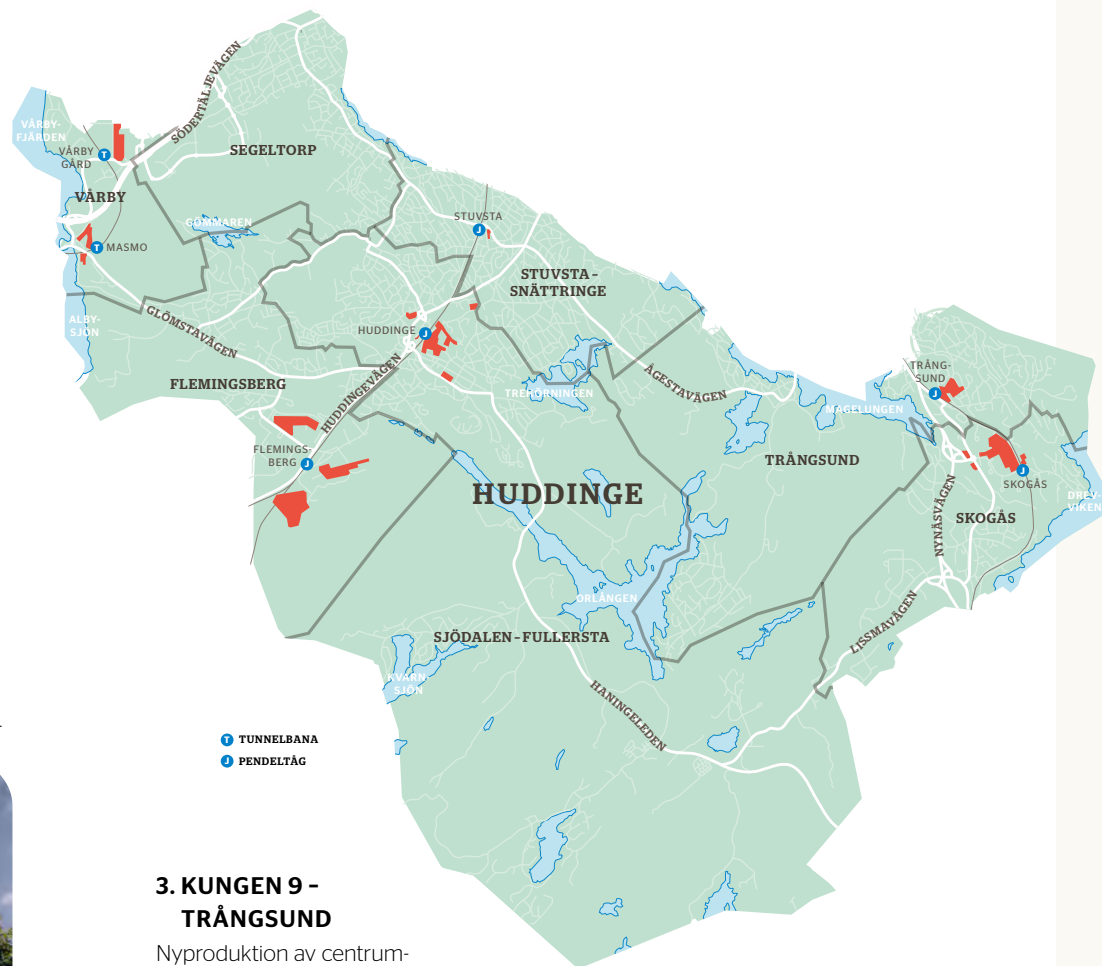 SÖDERTÄLJEVÄGEN
SEGELTORP
VÅRBY-
FJÄRDEN
VÅRBY
GÅRD
T
VÅRBY
GÖMMAREN
T MASMO
STUVSTA
J
STUVSTA-
SNÄTTRINGE
ALBY-
SJÖN
GLÖMSTAVÄGEN
HUDDINGE J
FLEMINGSBERG
HUDDINGEVÄGEN
TREHÖRNINGEN
ÅGESTAVÄGEN
MAGELUNGEN
TRÅNG-
SUND
J
FLEMINGS-
BERG J
HUDDINGE
TRÅNGSUND
J
SKOGÅS
DREV-
VIKEN
NYNÄSVÄGEN
SKOGÅS
ORLÅNGEN
SJÖDALEN-FULLERSTA
LISSMAVÄGEN
KVARN-
SJÖN
HANINGELEDEN
T TUNNELBANA
J PENDELTÅG
3. KUNGEN 9 –
TRÅNGSUND
Nyproduktion av centrum-